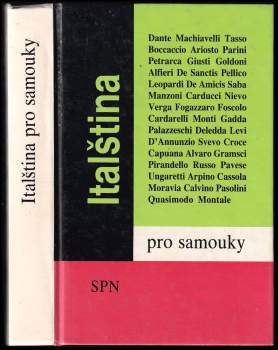 Italština pro samouky
Italština
Dante Machiavelli Tasso
Boccaccio Ariosto Parini
Petrarca Giusti Goldoni
Alfieri De Sanctis Pellico
Leopardi De Amicis Saba
Manzoni Carducci Nievo
Verga Fogazzaro Foscolo
Cardarelli Monti Gadda
Palazzeschi Deledda Levi
D'Annunzio Svevo Croce
Capuana Alvaro Gramsci
Pirandello Russo Pavese
Ungaretti Arpino Cassola
Moravia Calvino Pasolini
Quasimodo Montale
pro samouky
SPN